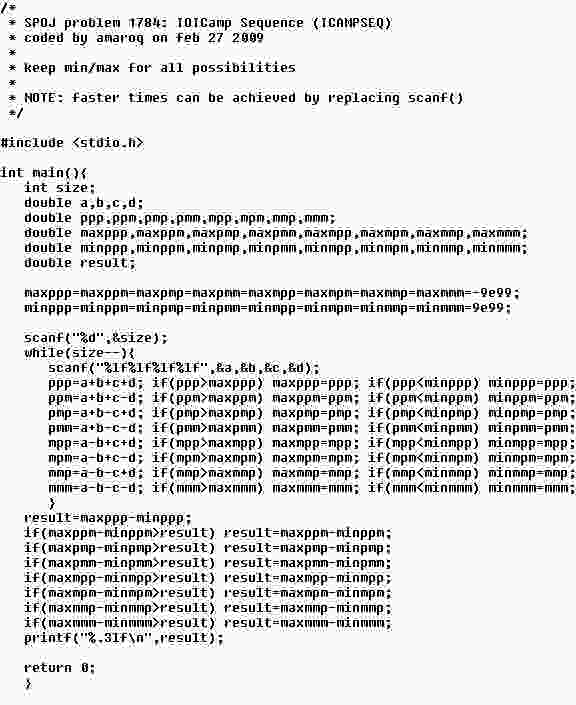 /*
 * SPOJ problem 1784: IOICamp Sequence (ICAMPSEQ)
 * coded by amaroq on feb 27 2009
 *
 * keep min/max for all possibilities
 *
 * NOTE: faster times can be achieved by replacing scanf()
 */
#include <stdio.h>
int main(){
   int size;
   double a,b,c,d;
   double ppp,ppm,pmp,pmm,mpp,mpm,mmp,mmm;
   double maxppp,maxppm,maxpmp,maxpmm,maxmpp,maxmpm,maxmmp,maxmmm;
   double minppp,minppm,minpmp,minpmm,minmpp,minmpm,minmmp,minmmm;
   double result;
   maxppp=maxppm=maxpmp=maxpmm=maxmpp=maxmpm=maxmmp=maxmmm=-9e99;
   minppp=minppm=minpmp=minpmm=minmpp=minmpm=minmmp=minmmm=9e99;
   scanf("%d",&size);
   while(size--){
      scanf("%lf%lf%lf%lf",&a,&b,&c,&d);
      ppp=a+b+c+d; if(ppp>maxppp) maxppp=ppp; if(ppp<minppp) minppp=ppp;
      ppm=a+b+c-d; if(ppm>maxppm) maxppm=ppm; if(ppm<minppm) minppm=ppm;
      pmp=a+b-c+d; if(pmp>maxpmp) maxpmp=pmp; if(pmp<minpmp) minpmp=pmp;
      pmm=a+b-c-d; if(pmm>maxpmm) maxpmm=pmm; if(pmm<minpmm) minpmm=pmm;
      mpp=a-b+c+d; if(mpp>maxmpp) maxmpp=mpp; if(mpp<minmpp) minmpp=mpp;
      mpm=a-b+c-d; if(mpm>maxmpm) maxmpm=mpm; if(mpm<minmpm) minmpm=mpm;
      mmp=a-b-c+d; if(mmp>maxmmp) maxmmp=mmp; if(mmp<minmmp) minmmp=mmp;
      mmm=a-b-c-d; if(mmm>maxmmm) maxmmm=mmm; if(mmm<minmmm) minmmm=mmm;
      }
   result=maxppp-minppp;
   if(maxppm-minppm>result) result=maxppm-minppm;
   if(maxpmp-minpmp>result) result=maxpmp-minpmp;
   if(maxpmm-minpmm>result) result=maxpmm-minpmm;
   if(maxmpp-minmpp>result) result=maxmpp-minmpp;
   if(maxmpm-minmpm>result) result=maxmpm-minmpm;
   if(maxmmp-minmmp>result) result=maxmmp-minmmp;
   if(maxmmm-minmmm>result) result=maxmmm-minmmm;
   printf("%.3lf\n",result);
   return 0;
   }